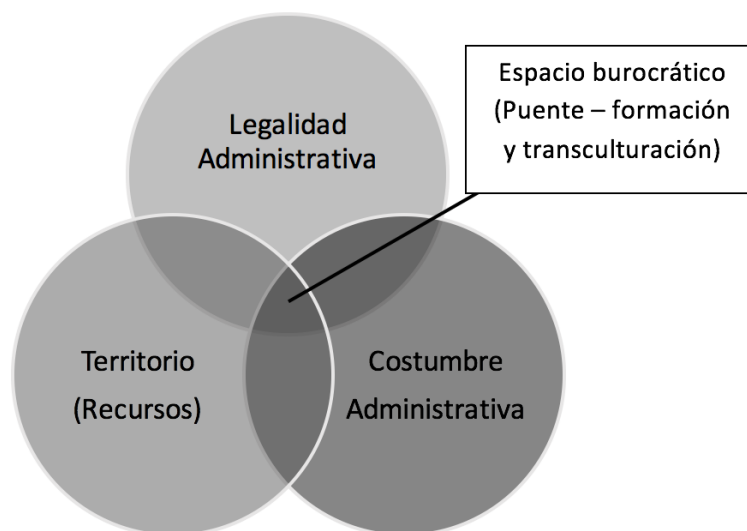 Espacio burocrático
(Puente – formación
y transculturación)
Legalidad
Administrativa
Territorio
(Recursos)
Costumbre
Administrativa